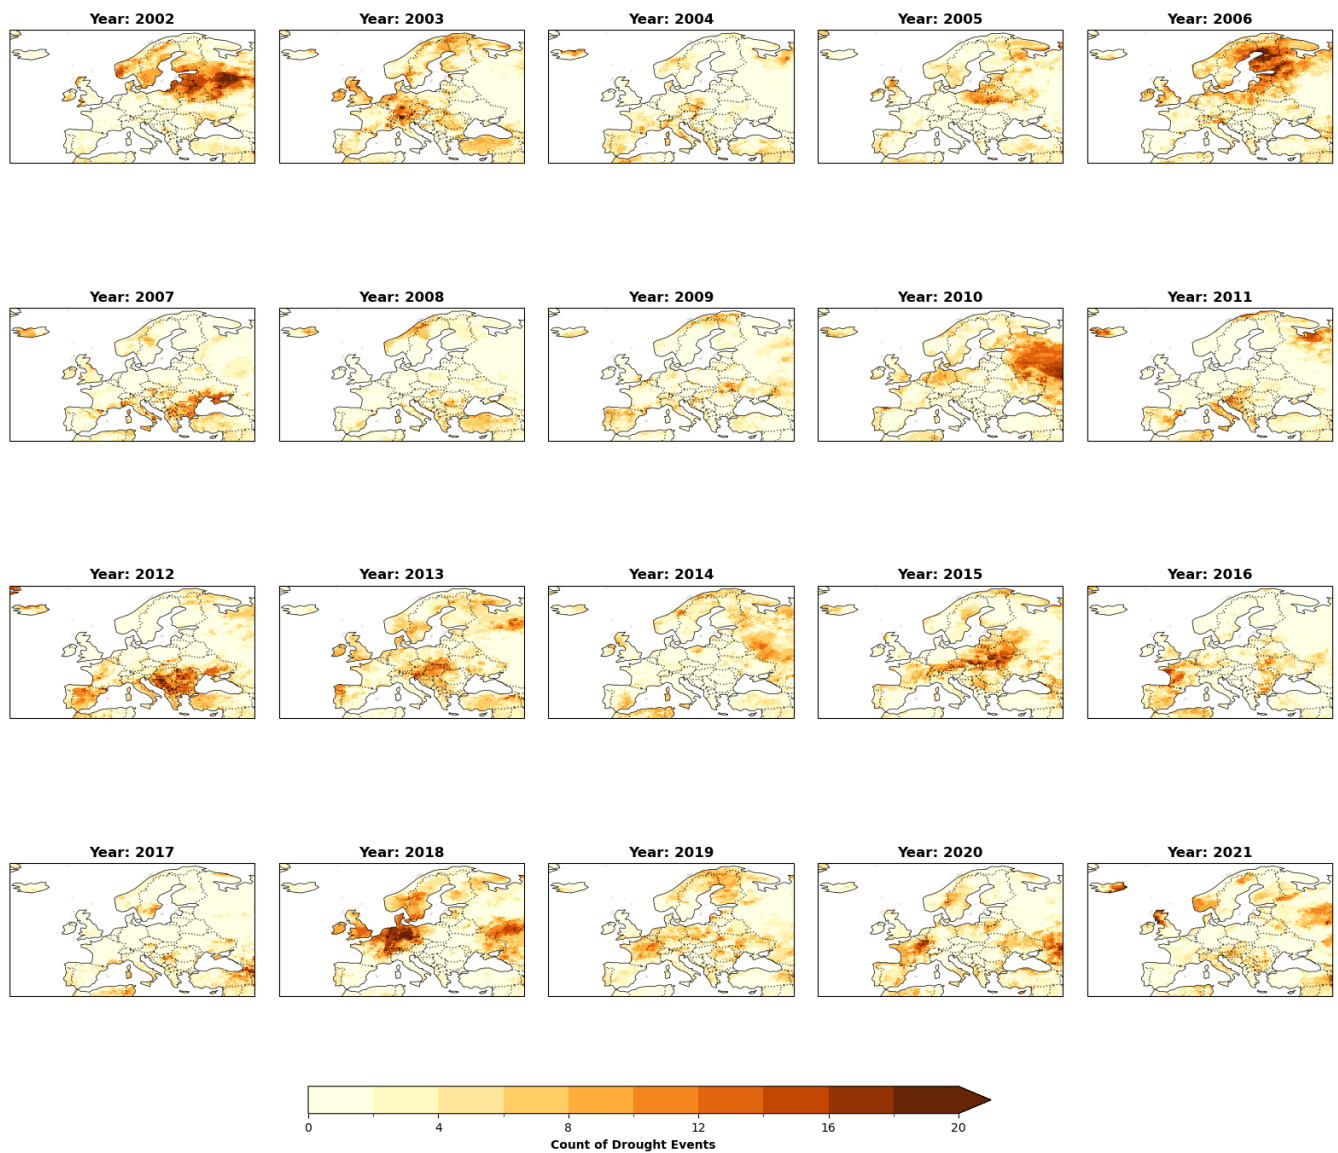 Year: 2002
Year: 2003
Year: 2004
Year: 2005
Year: 2006
Year: 2007
Year: 2008
Year: 2009
Year: 2010
Year: 2011
Year: 2012
Year: 2013
Year: 2014
Year: 2015
Year: 2016
Year: 2017
Year: 2018
Year: 2019
Year: 2020
Year: 2021
0 4 8 12 16 20
Count of Drought Events